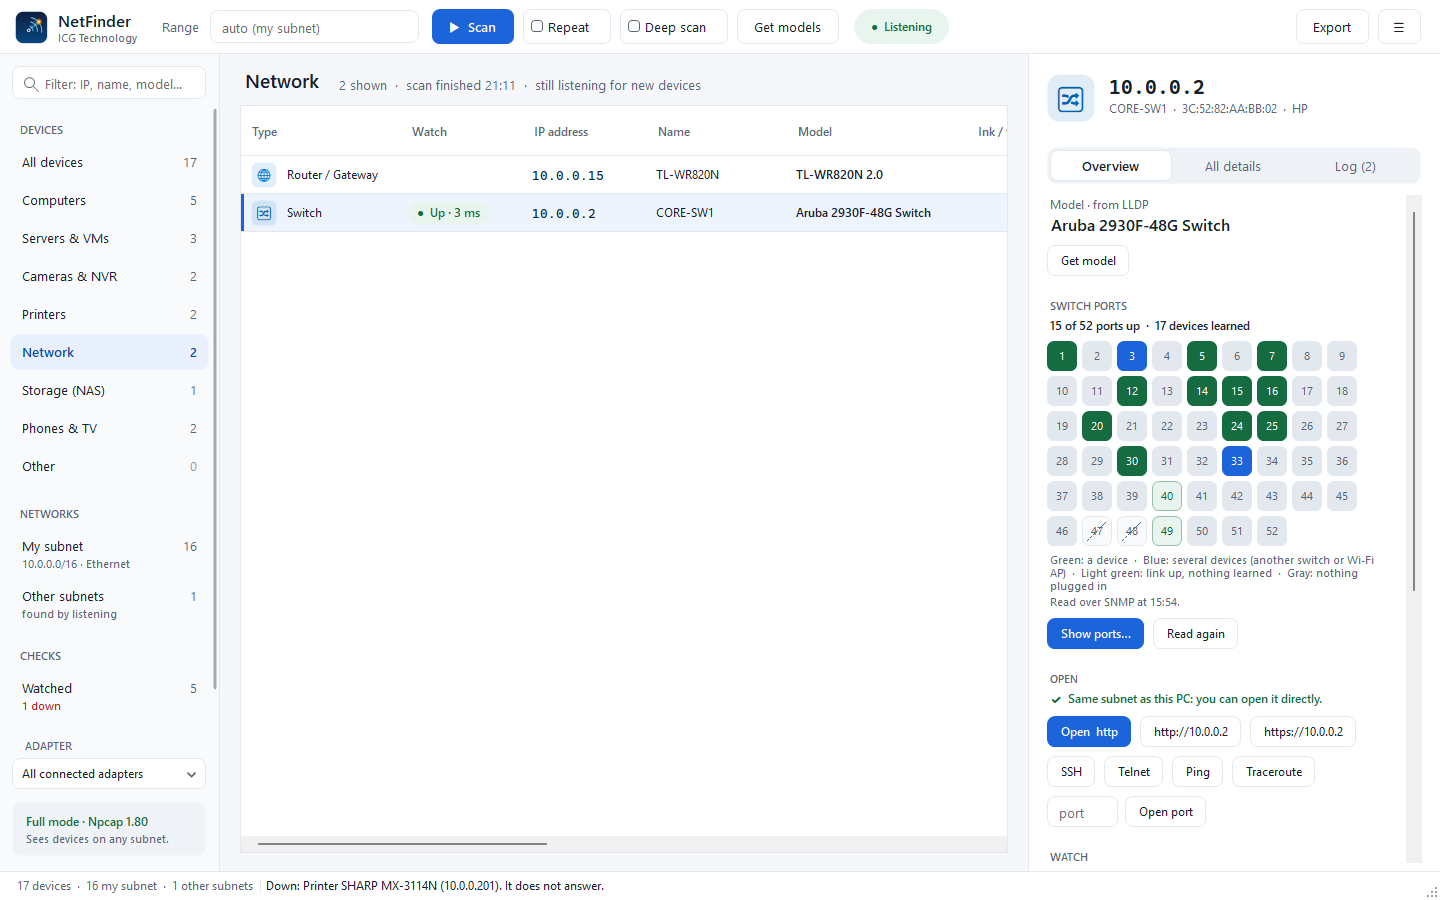 NetFinder
ICG Technology
Range
auto (my subnet)
Scan
Repeat
Deep scan
Get models
● Listening
Export
☰
Filter: IP, name, model...
DEVICES
All devices 17
Computers 5
Servers & VMs 3
Cameras & NVR 2
Printers 2
Network 2
Storage (NAS) 1
Phones & TV 2
Other 0
NETWORKS
My subnet 16
10.0.0.0/16 · Ethernet
Other subnets 1
found by listening
CHECKS
Watched 5
1 down
ADAPTER
All connected adapters
Full mode · Npcap 1.80
Sees devices on any subnet.
Network
2 shown · scan finished 21:11 · still listening for new devices
Type Watch IP address Name Model Ink /
Router / Gateway 10.0.0.15 TL-WR820N TL-WR820N 2.0
Switch ● Up · 3 ms 10.0.0.2 CORE-SW1 Aruba 2930F-48G Switch
10.0.0.2
CORE-SW1 · 3C:52:82:AA:BB:02 · HP
Overview All details Log (2)
Model · from LLDP
Aruba 2930F-48G Switch
Get model
SWITCH PORTS
15 of 52 ports up · 17 devices learned
1 2 3 4 5 6 7 8 9
10 11 12 13 14 15 16 17 18
19 20 21 22 23 24 25 26 27
28 29 30 31 32 33 34 35 36
37 38 39 40 41 42 43 44 45
46 47 48 49 50 51 52
Green: a device · Blue: several devices (another switch or Wi-Fi
AP) · Light green: link up, nothing learned · Gray: nothing
plugged in
Read over SNMP at 15:54.
Show ports...
Read again
OPEN
✓ Same subnet as this PC: you can open it directly.
Open http
http://10.0.0.2
https://10.0.0.2
SSH
Telnet
Ping
Traceroute
port
Open port
WATCH
17 devices · 16 my subnet · 1 other subnets
Down: Printer SHARP MX-3114N (10.0.0.201). It does not answer.